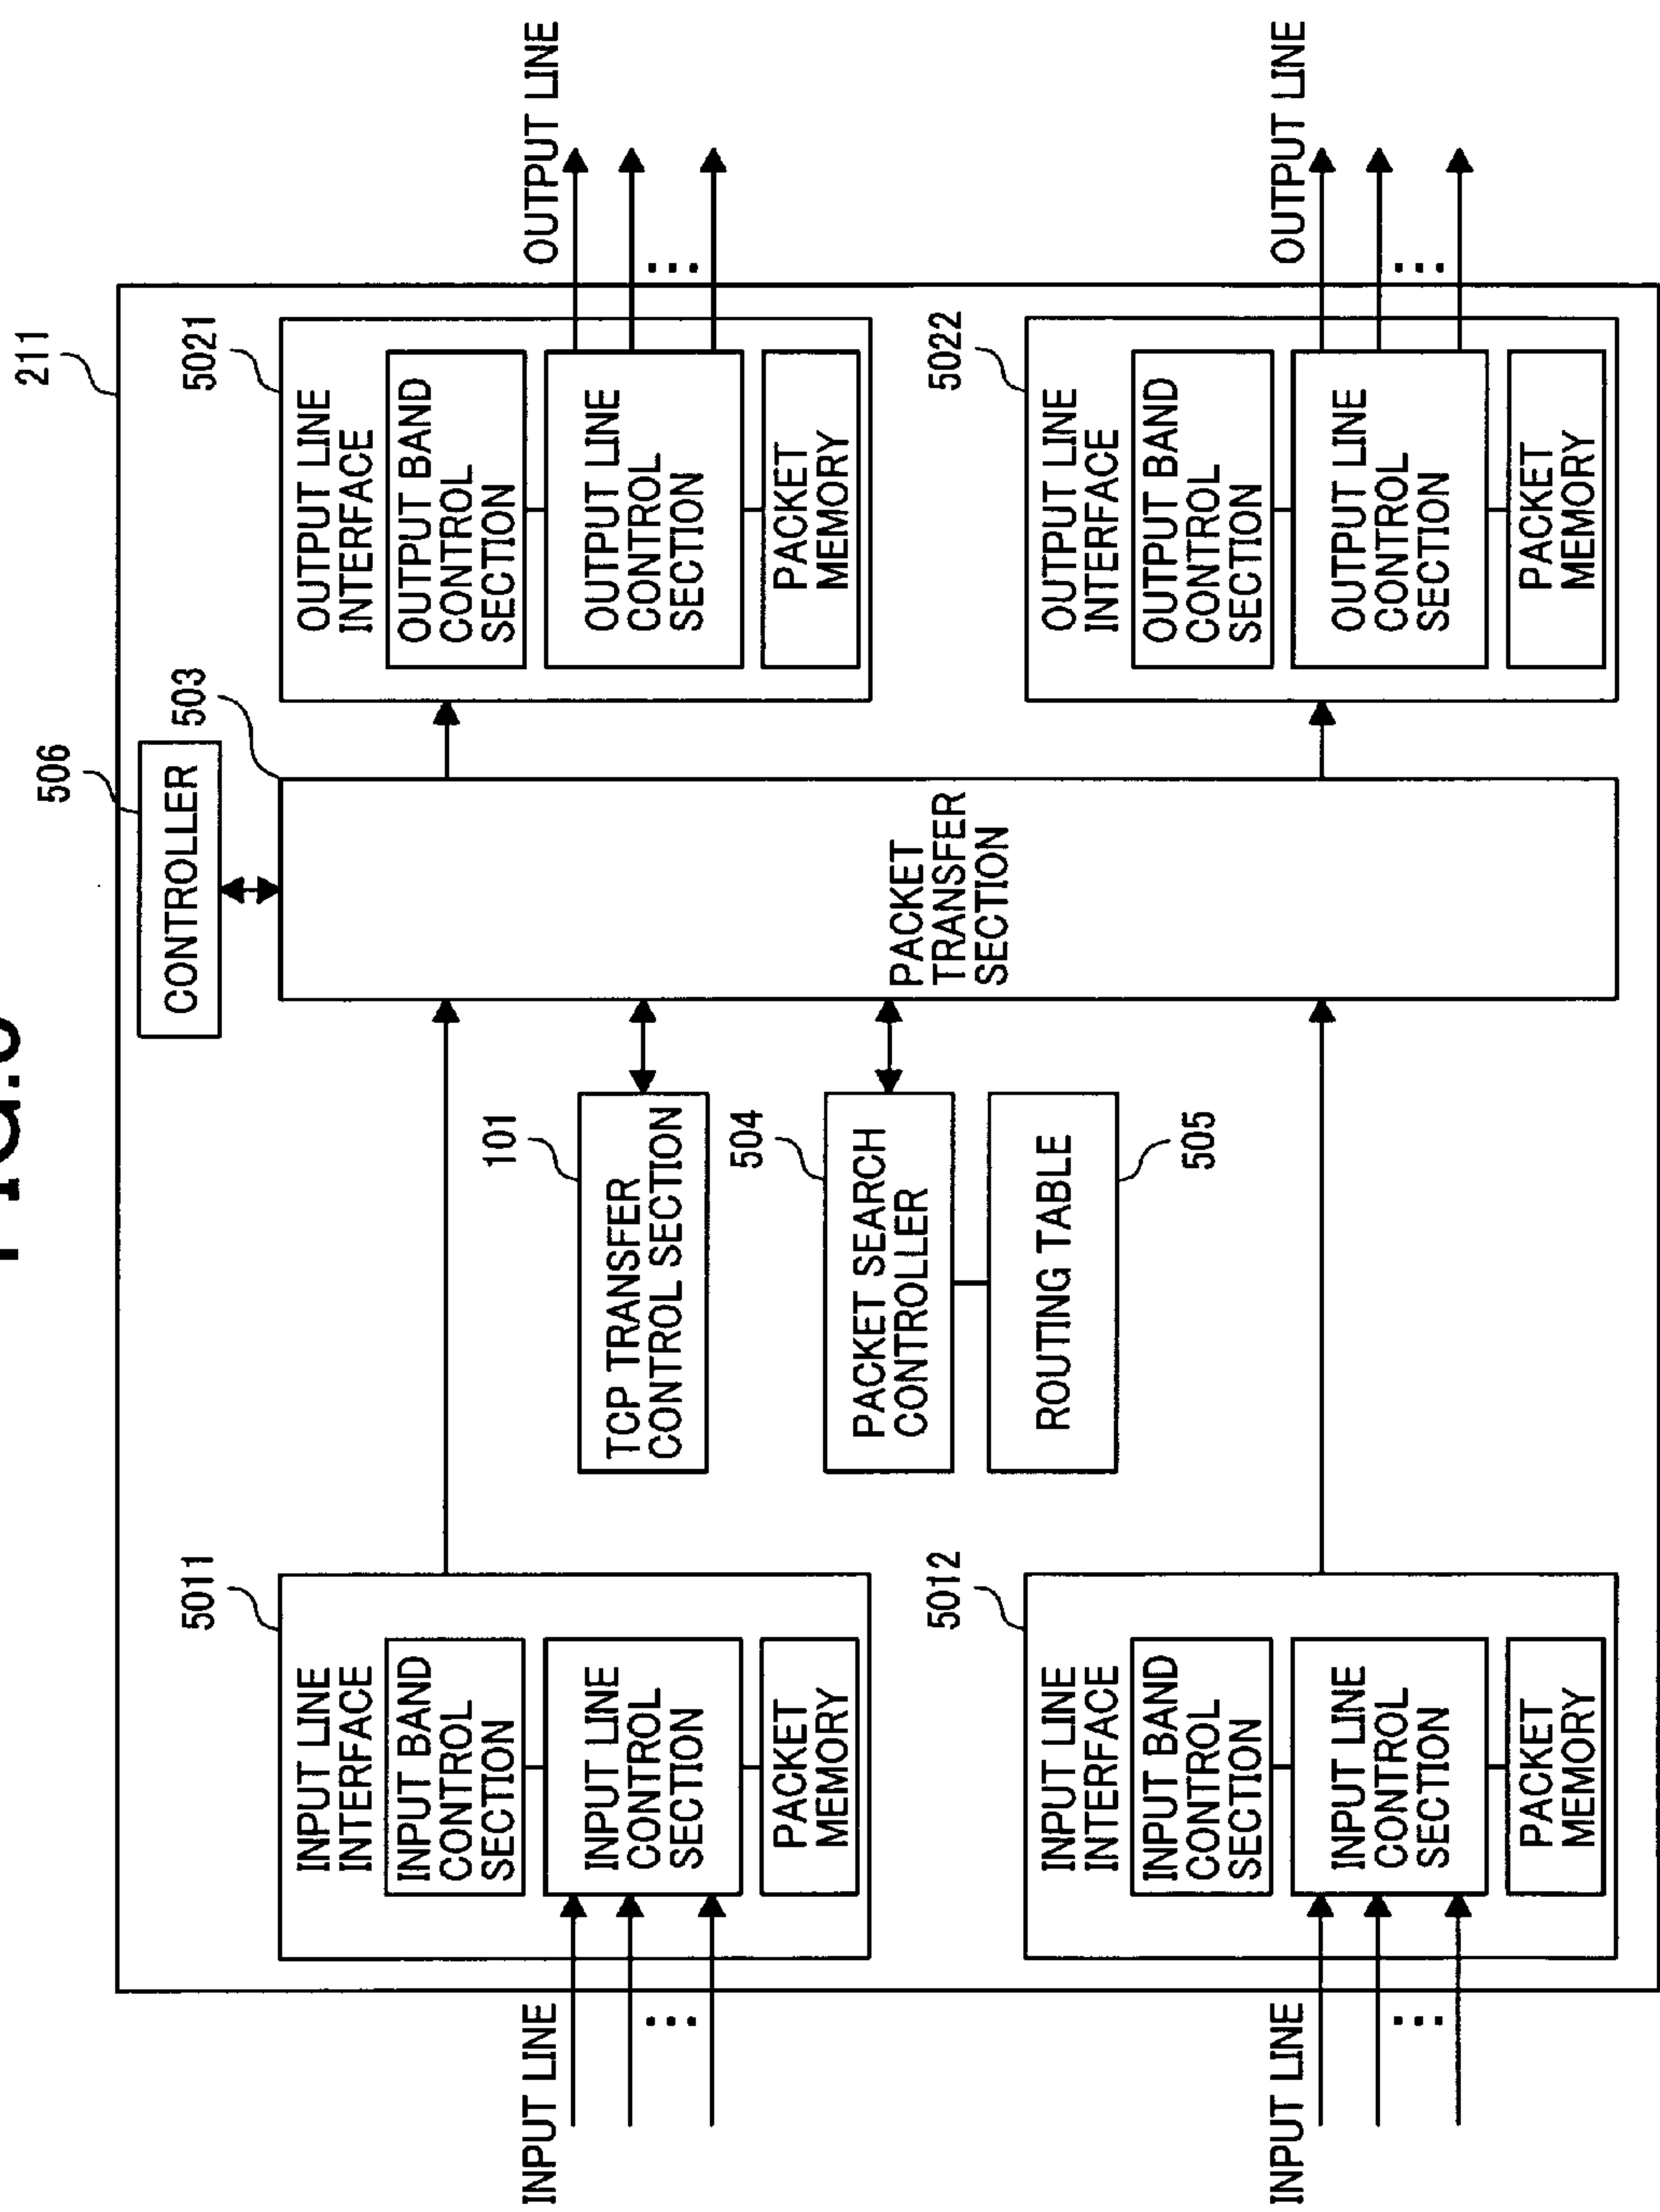 FIG.
211
506
CONTROLLER
503
5011
INPUT LINE
INTERFACE
INPUT BAND
CONTROL
SECTION
INPUT LINE
INPUT LINE
CONTROL
SECTION
...
PACKET
MEMORY
101
TCP TRANSFER
CONTROL SECTION
504
PACKET SEARCH
CONTROLLER
ROUTING TABLE
505
PACKET
TRANSFER
SECTION
5021
OUTPUT LINE
INTERFACE
OUTPUT BAND
CONTROL
SECTION
OUTPUT LINE
CONTROL
SECTION
OUTPUT LINE
...
PACKET
MEMORY
5012
INPUT LINE
INTERFACE
INPUT BAND
CONTROL
SECTION
INPUT LINE
INPUT LINE
CONTROL
SECTION
...
PACKET
MEMORY
5022
OUTPUT LINE
INTERFACE
OUTPUT BAND
CONTROL
SECTION
OUTPUT LINE
CONTROL
SECTION
OUTPUT LINE
...
PACKET
MEMORY